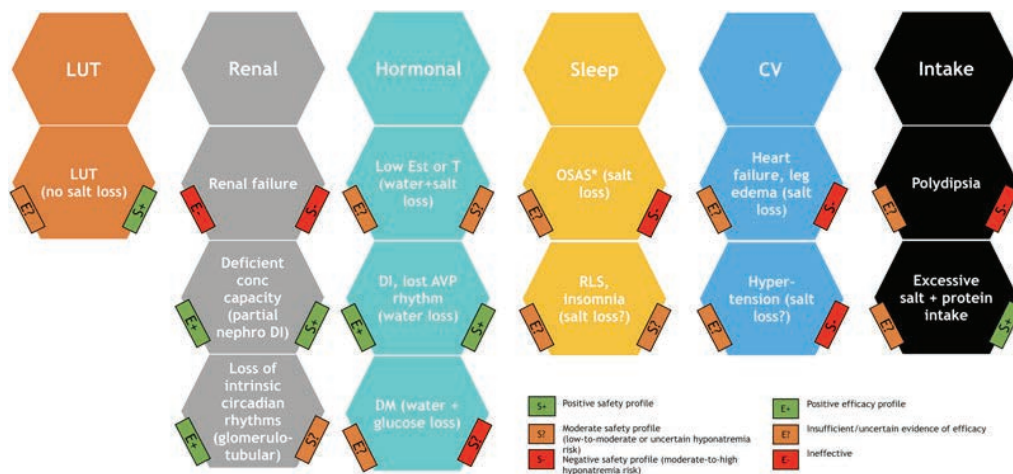 LUT
Renal
Hormonal
Sleep
CV
Intake
LUT
(no salt loss)
E?
S+
Renal failure
E-
S-
Low Est or T
(water+salt
loss)
E?
S?
OSAS* (salt
loss)
E?
S-
Heart
failure, leg
edema (salt
loss)
E?
S-
Polydipsia
E?
S-
Deficient
conc
capacity
(partial
nephro DI)
E+
S+
DI, lost AVP
rhythm
(water loss)
E+
S+
RLS,
insomnia
(salt loss?)
E?
S?
Hyper-
tension (salt
loss?)
E?
S-
Excessive
salt + protein
intake
E?
S+
Loss of
intrinsic
circadian
rhythms
(glomerulo-
tubular)
E+
S?
DM (water +
glucose loss)
E?
S?
S+
Positive safety profile
S?
Moderate safety profile
(low-to-moderate or uncertain hyponatremia
risk)
S-
Negative safety profile (moderate-to-high
hyponatremia risk)
E+
Positive efficacy profile
E?
Insufficient/uncertain evidence of efficacy
E-
Ineffective